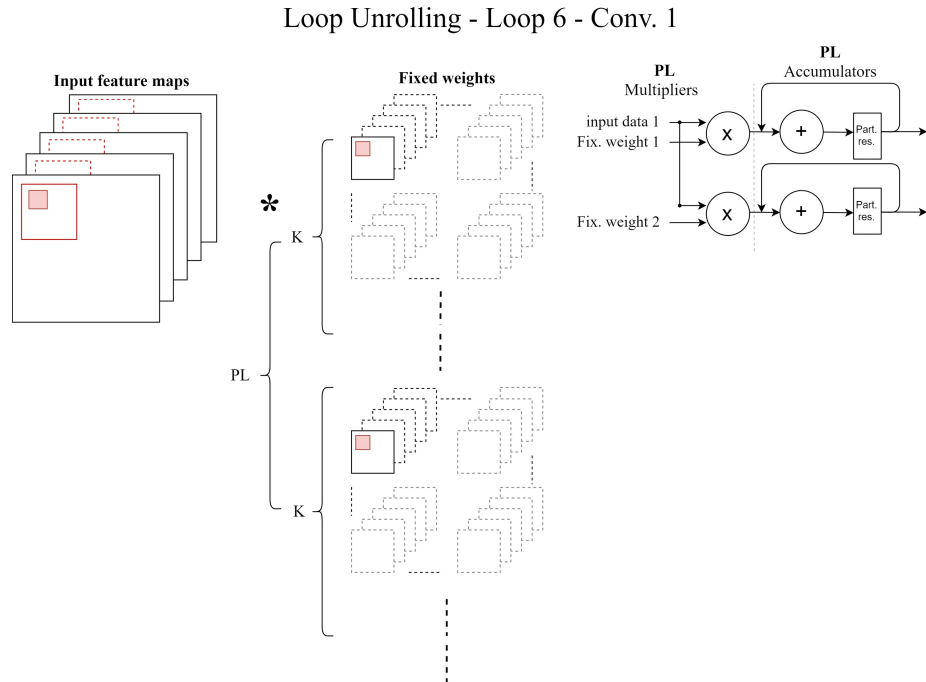 Loop Unrolling - Loop 6 - Conv. 1
Input feature maps
Fixed weights
PL
Multipliers
PL
Accumulators
input data 1
Fix. weight 1
x
+
Part.
res.
Fix. weight 2
x
+
Part.
res.
*
K
PL
K